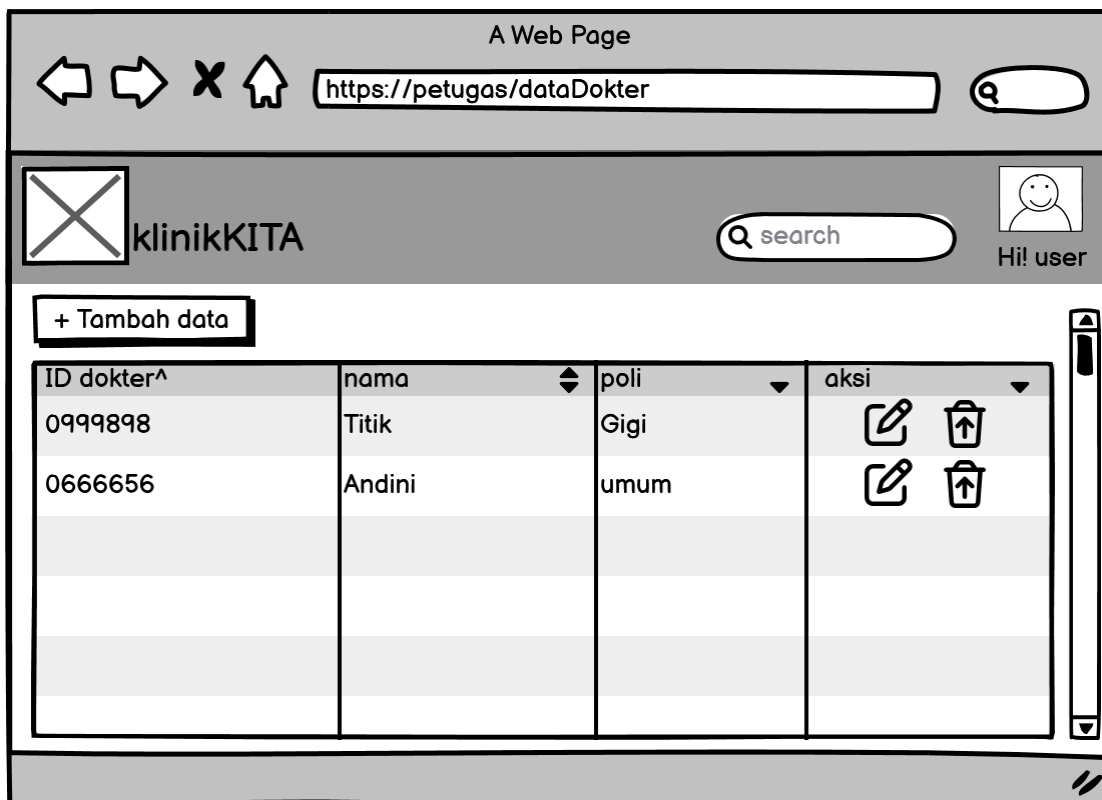 A Web Page
https://petugas/dataDokter
klinikKITA
search
Hi! user
+ Tambah data
ID dokter^ nama poli aksi
0999898 Titik Gigi
0666656 Andini umum